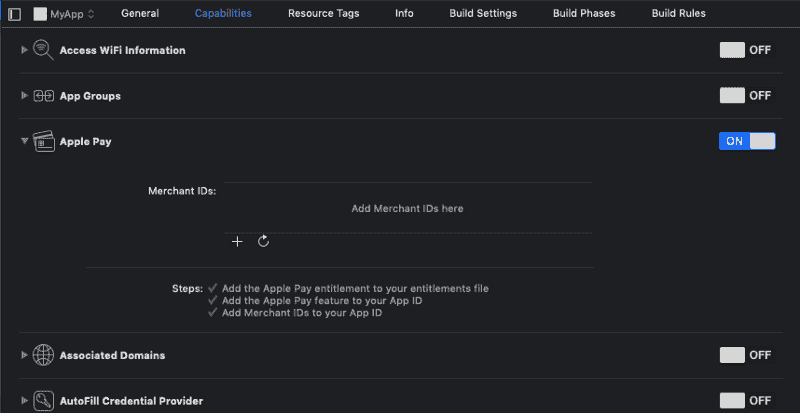 MyApp General Capabilities Resource Tags Info Build Settings Build Phases Build Rules
Access WiFi Information OFF
App Groups OFF
Apple Pay ON
Merchant IDs:
Add Merchant IDs here
Steps: ✓ Add the Apple Pay entitlement to your entitlements file
✓ Add the Apple Pay feature to your App ID
✓ Add Merchant IDs to your App ID
Associated Domains OFF
AutoFill Credential Provider OFF